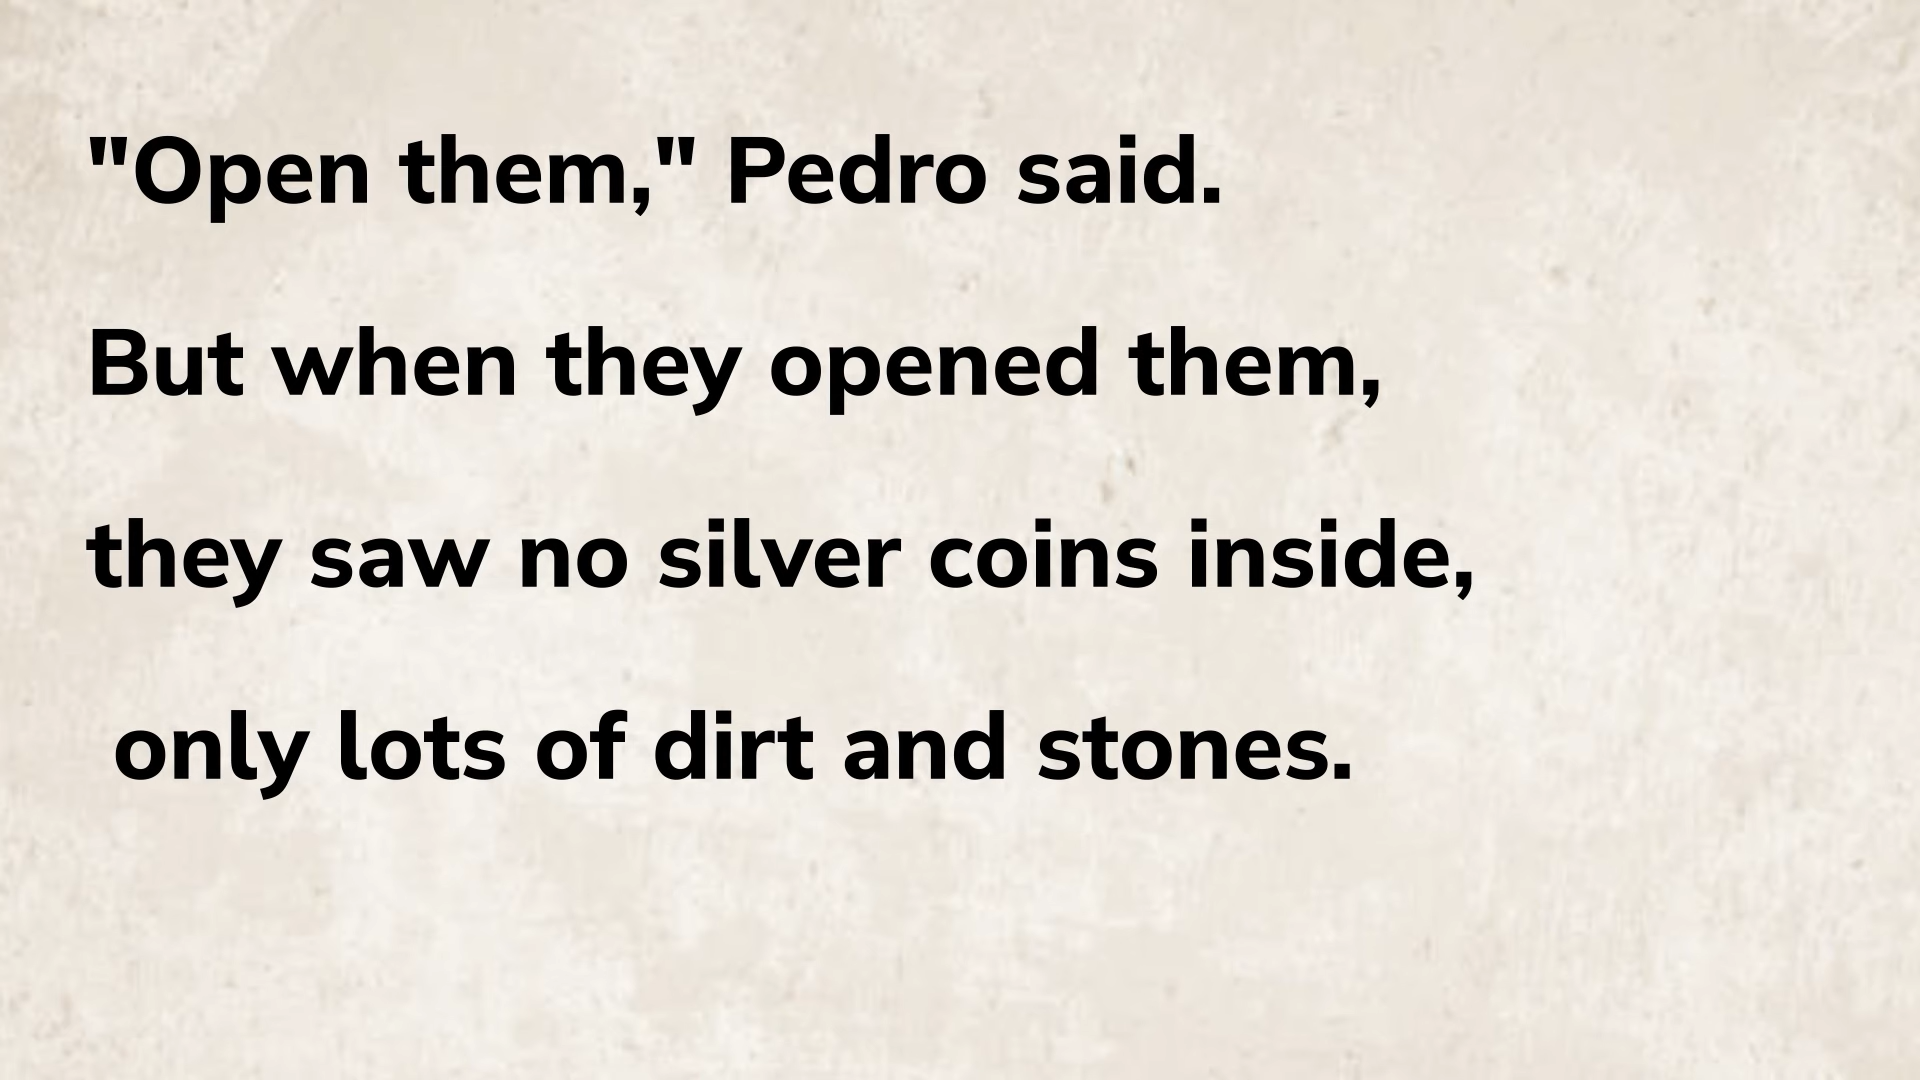 "Open them," Pedro said.
But when they opened them,
they saw no silver coins inside,
only lots of dirt and stones.